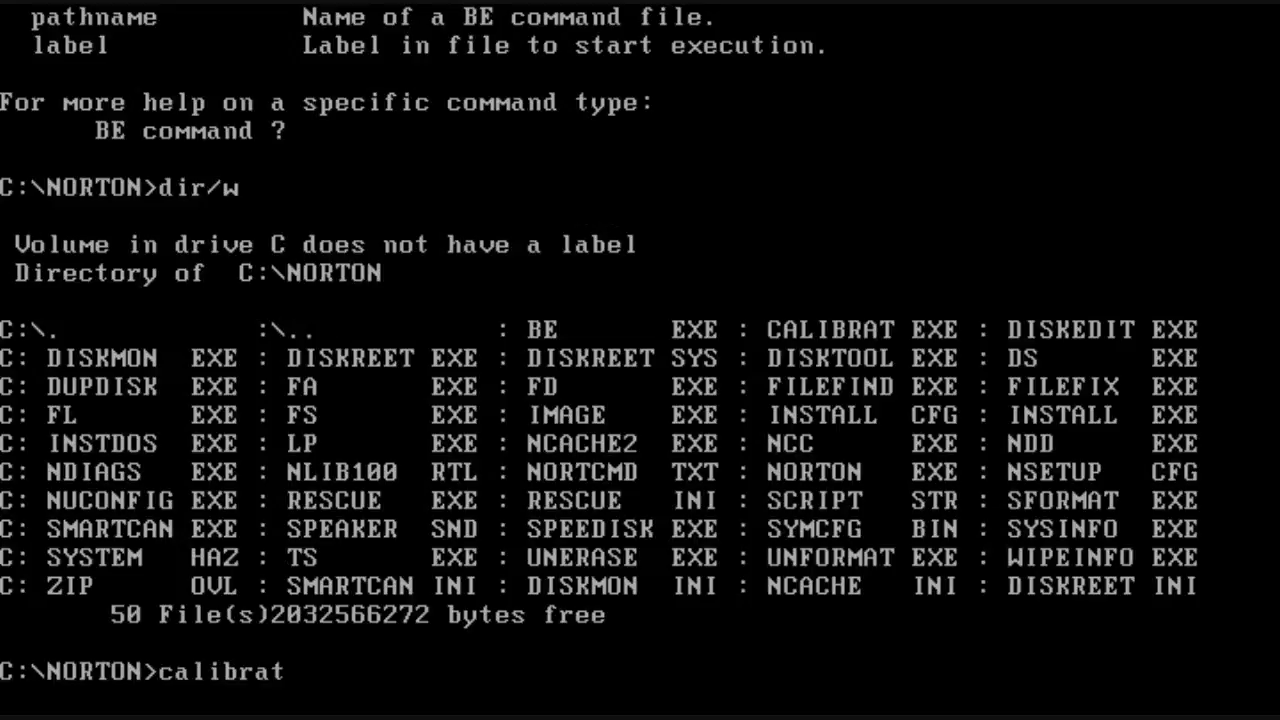 pathname Name of a BE command file.
label Label in file to start execution.
For more help on a specific command type:
BE command ?
C:\NORTON>dir/w
Volume in drive C does not have a label
Directory of C:\NORTON
C:\. :\.. : BE EXE : CALIBRAT EXE : DISKEDIT EXE
C: DISKMON EXE : DISKREET EXE : DISKREET SYS : DISKTOOL EXE : DS EXE
C: DUPDISK EXE : FA EXE : FD EXE : FILEFIND EXE : FILEFIX EXE
C: FL EXE : FS EXE : IMAGE EXE : INSTALL CFG : INSTALL EXE
C: INSTDOS EXE : LP EXE : NCACHE2 EXE : NCC EXE : NDD EXE
C: NDIAGS EXE : NLIB100 RTL : NORTCMD TXT : NORTON EXE : NSETUP CFG
C: NUCONFIG EXE : RESCUE EXE : RESCUE INI : SCRIPT STR : SFORMAT EXE
C: SMARTCAN EXE : SPEAKER SND : SPEEDISK EXE : SYMCFG BIN : SYSINFO EXE
C: SYSTEM HAZ : TS EXE : UNERASE EXE : UNFORMAT EXE : WIPEINFO EXE
C: ZIP OVL : SMARTCAN INI : DISKMON INI : NCACHE INI : DISKREET INI
50 File(s)2032566272 bytes free
C:\NORTON>calibrat